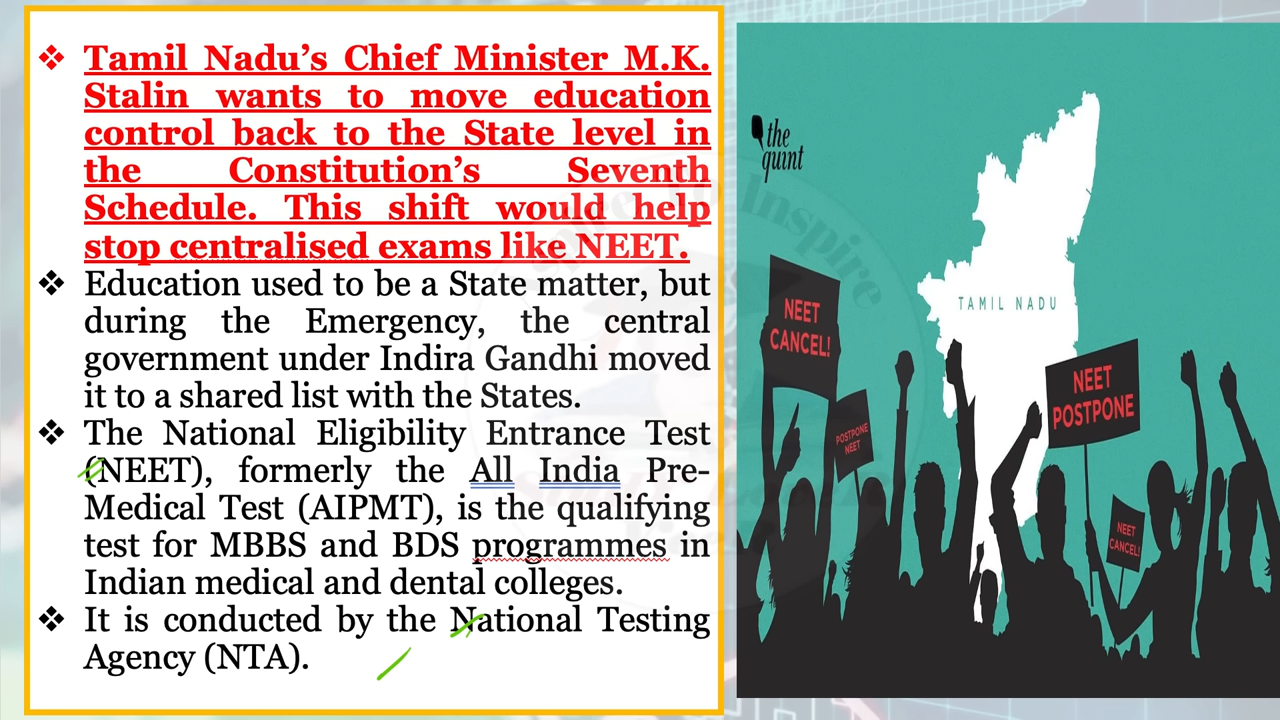 ❖ Tamil Nadu’s Chief Minister M.K.
Stalin wants to move education
control back to the State level in
the Constitution’s Seventh
Schedule. This shift would help
stop centralised exams like NEET.
❖ Education used to be a State matter, but
during the Emergency, the central
government under Indira Gandhi moved
it to a shared list with the States.
❖ The National Eligibility Entrance Test
(NEET), formerly the All India Pre-
Medical Test (AIPMT), is the qualifying
test for MBBS and BDS programmes in
Indian medical and dental colleges.
❖ It is conducted by the National Testing
Agency (NTA).
the
quint
TAMIL NADU
NEET
CANCEL!
POSTPONE
NEET
NEET
POSTPONE
NEET
CANCEL!
to Inspire